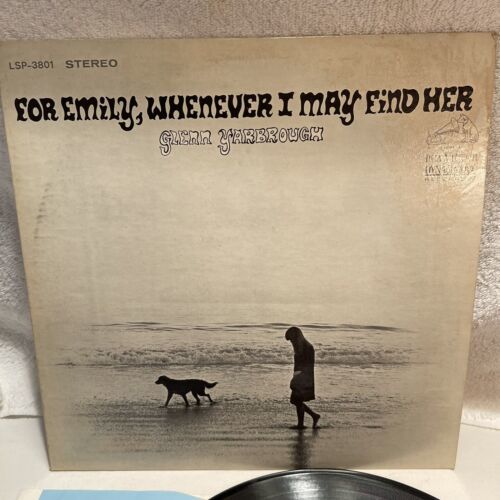 LSP-3801 STEREO
FOR EMiLY, WHENEVER I MAY FiND HER
GLENN YARBROUGH